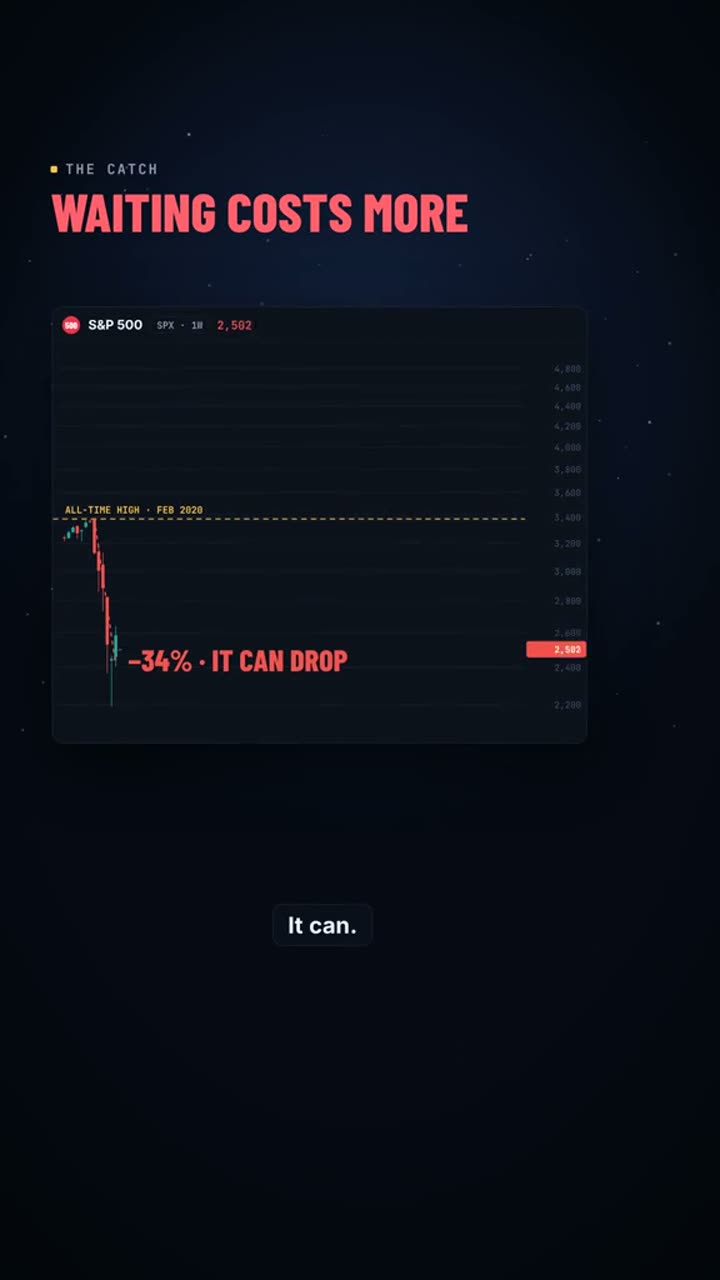 THE CATCH
WAITING COSTS MORE
500 S&P 500 SPX · 1W 2,502
4,800
4,600
4,400
4,200
4,000
3,800
3,600
ALL-TIME HIGH · FEB 2020
3,400
3,200
3,000
2,800
2,600
2,502
–34% · IT CAN DROP
2,400
2,200
It can.